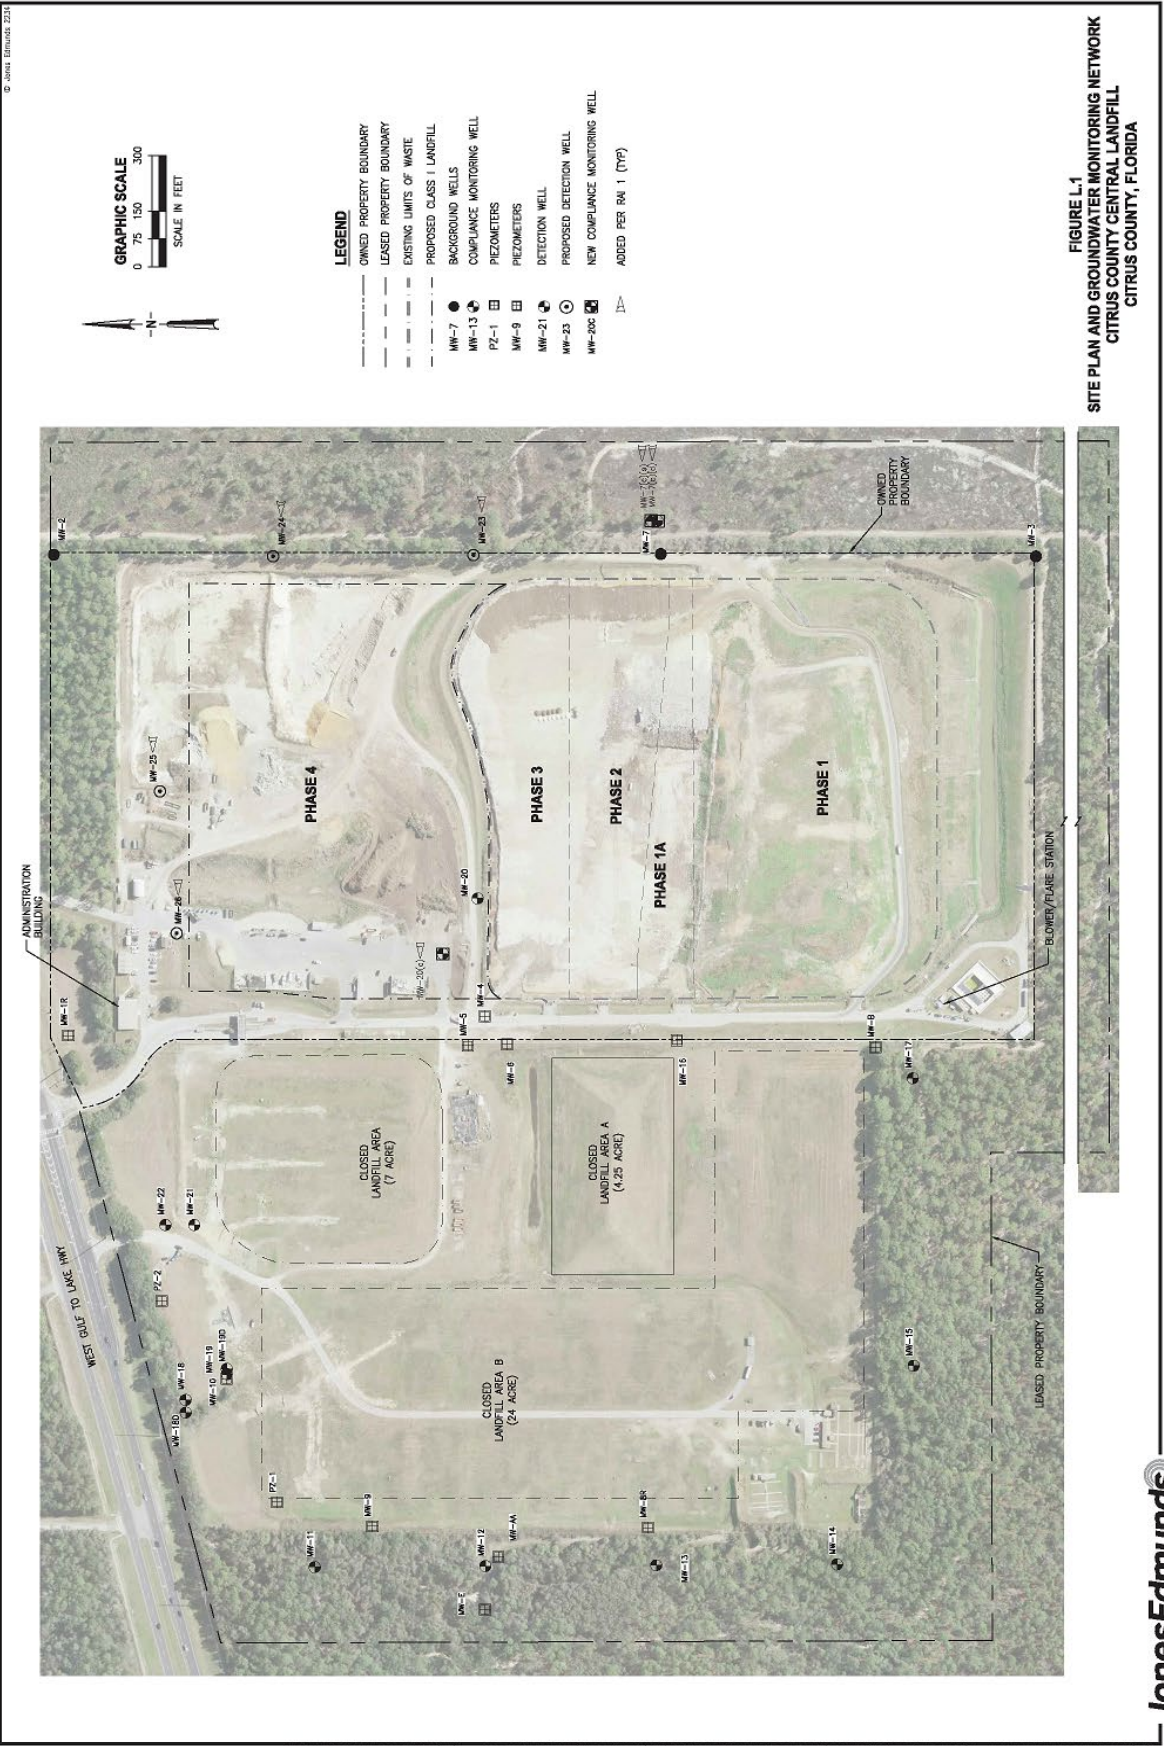 © Jones Edmunds 2234
GRAPHIC SCALE
0 75 150 300
SCALE IN FEET
-N-
LEGEND
OWNED PROPERTY BOUNDARY
LEASED PROPERTY BOUNDARY
EXISTING LIMITS OF WASTE
PROPOSED CLASS I LANDFILL
MW-7 BACKGROUND WELLS
MW-13 COMPLIANCE MONITORING WELL
PZ-1 PIEZOMETERS
MW-9 PIEZOMETERS
MW-21 DETECTION WELL
MW-23 PROPOSED DETECTION WELL
MW-20C NEW COMPLIANCE MONITORING WELL
ADDED PER RAI 1 (TYP)
FIGURE L.1
SITE PLAN AND GROUNDWATER MONITORING NETWORK
CITRUS COUNTY CENTRAL LANDFILL
CITRUS COUNTY, FLORIDA
WEST GULF TO LAKE HWY
ADMINISTRATION
BUILDING
MW-1R
MW-2
MW-26
MW-25
MW-24
MW-22
MW-21
PZ-2
MW-18D
MW-18
MW-10
MW-19
MW-19D
PZ-1
MW-11
MW-9
PHASE 4
CLOSED
LANDFILL AREA
(7 ACRE)
MW-20(c)
MW-20
MW-23
MW-E
MW-12
MW-AA
CLOSED
LANDFILL AREA B
(24 ACRE)
MW-5
MW-4
MW-6
PHASE 3
PHASE 2
PHASE 1A
PHASE 1
CLOSED
LANDFILL AREA A
(4.25 ACRE)
MW-8R
MW-13
MW-16
MW-7
MW-14
MW-15
MW-8
MW-17
OWNED
PROPERTY
BOUNDARY
MW-3
BLOWER/FLARE STATION
LEASED PROPERTY BOUNDARY
JonesEdmunds